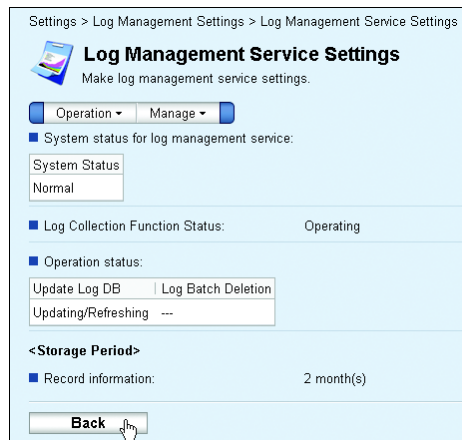 Settings > Log Management Settings > Log Management Service Settings
Log Management Service Settings
Make log management service settings.
Operation Manage
System status for log management service:
System Status
Normal
Log Collection Function Status: Operating
Operation status:
Update Log DB Log Batch Deletion
Updating/Refreshing ---
<Storage Period>
Record information: 2 month(s)
Back